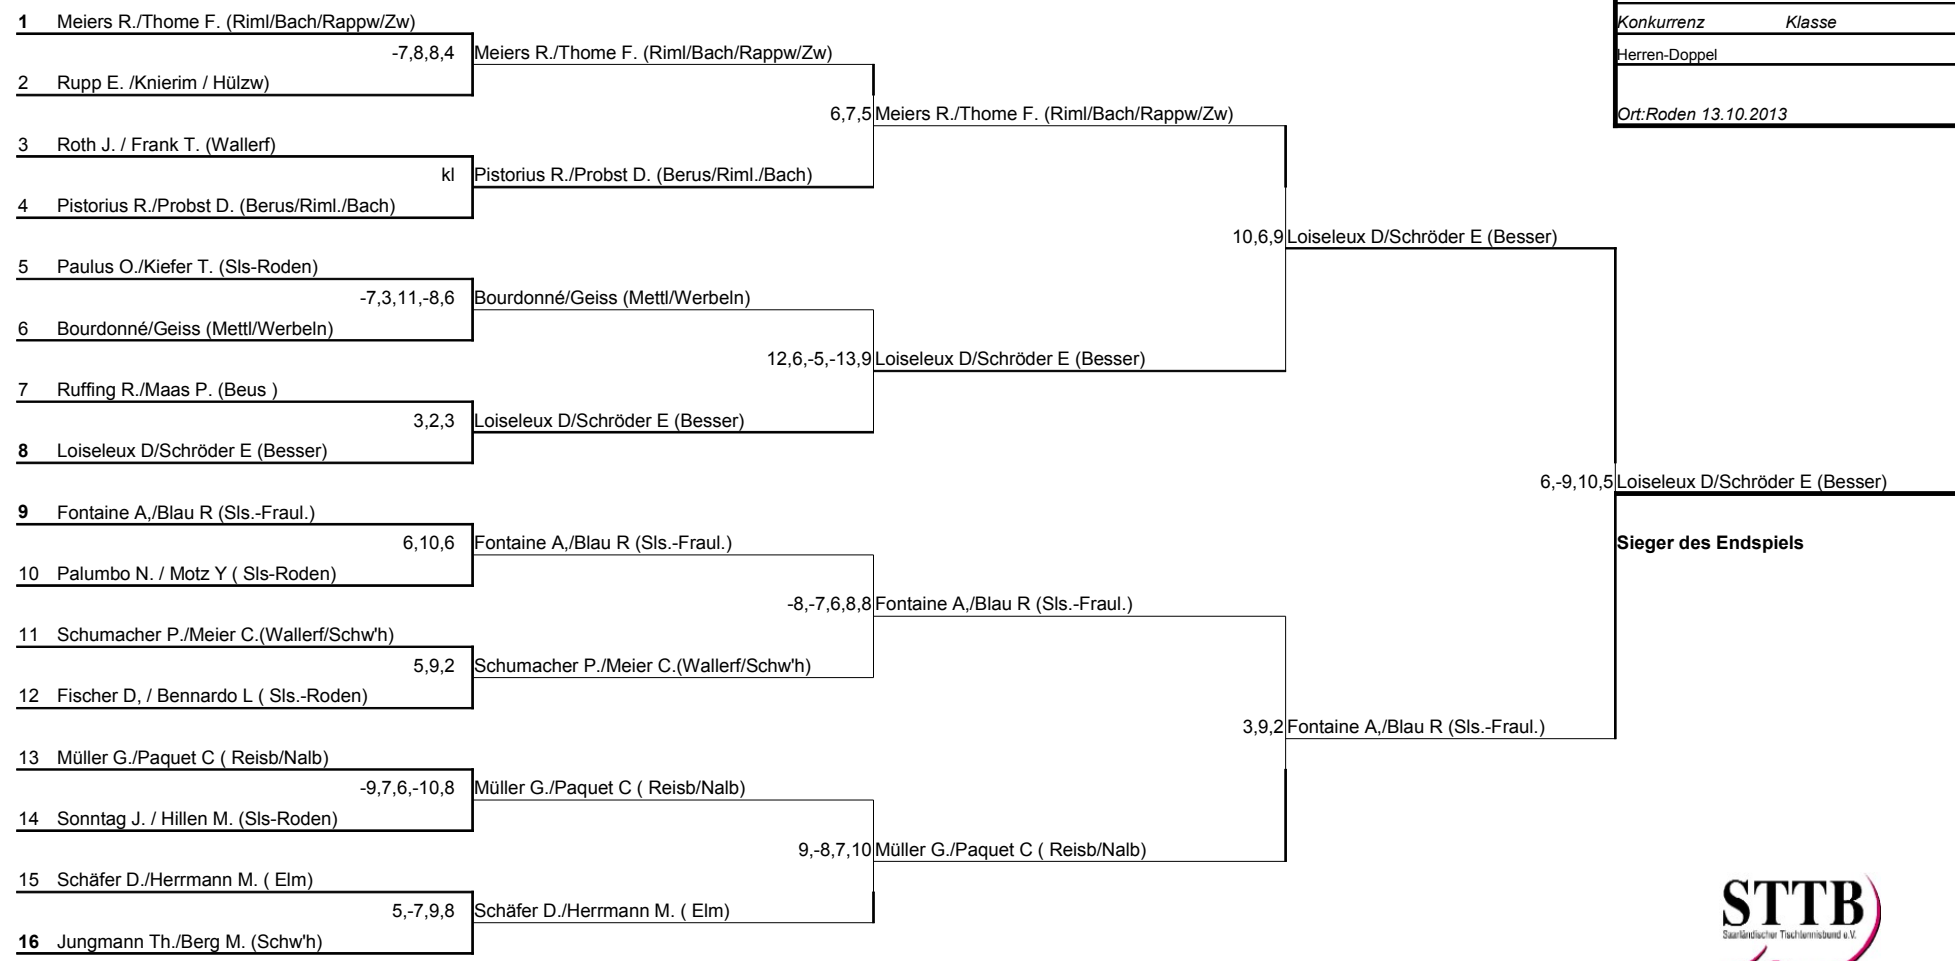 1 Meiers R./Thome F. (Riml/Bach/Rappw/Zw)
Konkurrenz Klasse
-7,8,8,4 Meiers R./Thome F. (Riml/Bach/Rappw/Zw)
Herren-Doppel
2 Rupp E. /Knierim / Hülzw)
6,7,5 Meiers R./Thome F. (Riml/Bach/Rappw/Zw)
Ort:Roden 13.10.2013
3 Roth J. / Frank T. (Wallerf)
kl Pistorius R./Probst D. (Berus/Riml./Bach)
4 Pistorius R./Probst D. (Berus/Riml./Bach)
10,6,9 Loiseleux D/Schröder E (Besser)
5 Paulus O./Kiefer T. (Sls-Roden)
-7,3,11,-8,6 Bourdonné/Geiss (Mettl/Werbeln)
6 Bourdonné/Geiss (Mettl/Werbeln)
12,6,-5,-13,9 Loiseleux D/Schröder E (Besser)
7 Ruffing R./Maas P. (Beus )
3,2,3 Loiseleux D/Schröder E (Besser)
8 Loiseleux D/Schröder E (Besser)
6,-9,10,5 Loiseleux D/Schröder E (Besser)
9 Fontaine A,/Blau R (Sls.-Fraul.)
6,10,6 Fontaine A,/Blau R (Sls.-Fraul.)
Sieger des Endspiels
10 Palumbo N. / Motz Y ( Sls-Roden)
-8,-7,6,8,8 Fontaine A,/Blau R (Sls.-Fraul.)
11 Schumacher P./Meier C.(Wallerf/Schw'h)
5,9,2 Schumacher P./Meier C.(Wallerf/Schw'h)
12 Fischer D, / Bennardo L ( Sls.-Roden)
3,9,2 Fontaine A,/Blau R (Sls.-Fraul.)
13 Müller G./Paquet C ( Reisb/Nalb)
-9,7,6,-10,8 Müller G./Paquet C ( Reisb/Nalb)
14 Sonntag J. / Hillen M. (Sls-Roden)
9,-8,7,10 Müller G./Paquet C ( Reisb/Nalb)
15 Schäfer D./Herrmann M. ( Elm)
5,-7,9,8 Schäfer D./Herrmann M. ( Elm)
16 Jungmann Th./Berg M. (Schw'h)
STTB
Saarländischer Tischtennisbund e.V.